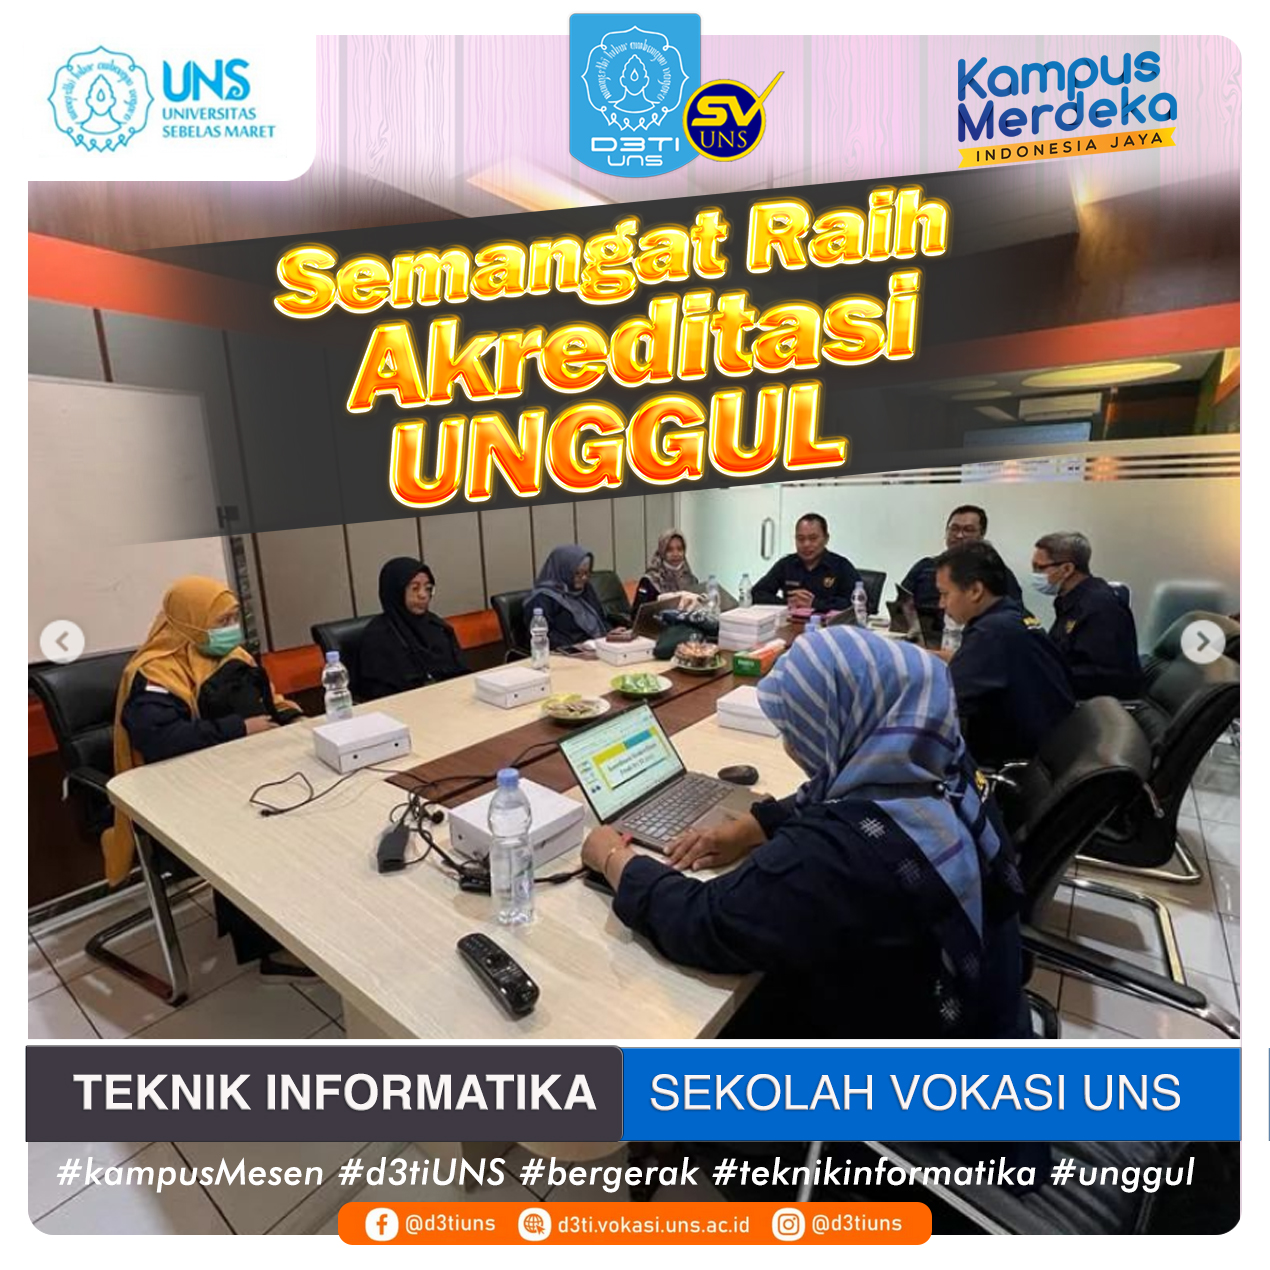 UNS
UNIVERSITAS
SEBELAS MARET
D3TI
UNS
SV
UNS
Kampus
Merdeka
INDONESIA JAYA
Semangat Raih
Akreditasi
UNGGUL
TEKNIK INFORMATIKA
SEKOLAH VOKASI UNS
#kampusMesen #d3tiUNS #bergerak #teknikinformatika #unggul
@d3tiuns
d3ti.vokasi.uns.ac.id
@d3tiuns